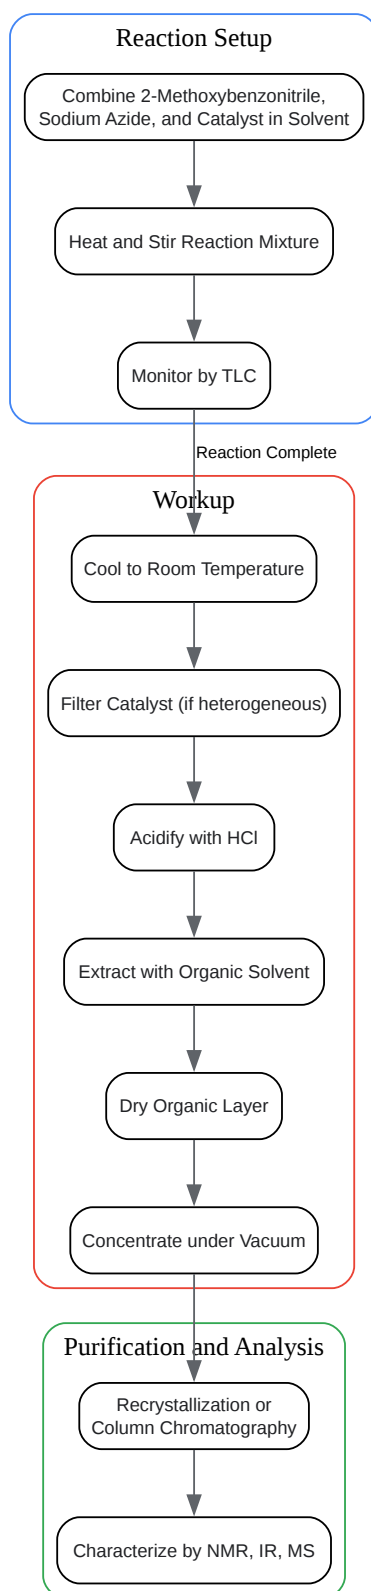 Reaction Setup
Combine 2-Methoxybenzonitrile,
Sodium Azide, and Catalyst in Solvent
Heat and Stir Reaction Mixture
Monitor by TLC
Reaction Complete
Workup
Cool to Room Temperature
Filter Catalyst (if heterogeneous)
Acidify with HCl
Extract with Organic Solvent
Dry Organic Layer
Concentrate under Vacuum
Purification and Analysis
Recrystallization or
Column Chromatography
Characterize by NMR, IR, MS